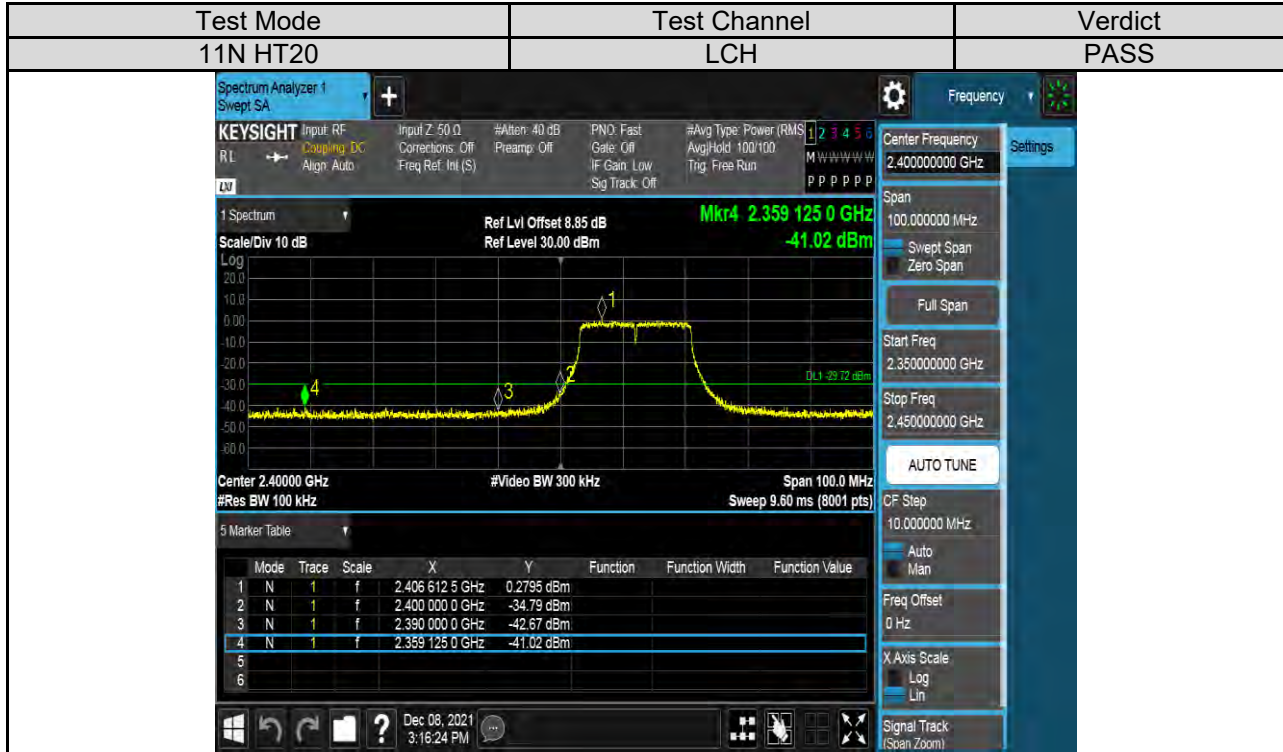 Test Mode Test Channel Verdict
11N HT20 LCH PASS
Spectrum Analyzer 1
Swept SA
+
Frequency
KEYSIGHT Input: RF Input Z: 50 Ω #Atten: 40 dB PNO: Fast #Avg Type: Power (RMS 1 2 3 4 5 6
RL Coupling: DC Corrections: Off Preamp: Off Gate: Off Avg|Hold: 100/100 M W W W W W
Align: Auto Freq Ref: Int (S) IF Gain: Low Trig: Free Run
Sig Track: Off P P P P P P
LXI
Center Frequency
2.400000000 GHz
Settings
Span
100.000000 MHz
Swept Span
Zero Span
Full Span
Start Freq
2.350000000 GHz
Stop Freq
2.450000000 GHz
AUTO TUNE
CF Step
10.000000 MHz
Auto
Man
Freq Offset
0 Hz
X Axis Scale
Log
Lin
Signal Track
(Span Zoom)
1 Spectrum
Ref Lvl Offset 8.85 dB
Mkr4 2.359 125 0 GHz
Scale/Div 10 dB
Ref Level 30.00 dBm
-41.02 dBm
Log
20.0
10.0
0.00
-10.0
-20.0
-30.0
-40.0
-50.0
-60.0
1
2
3
4
DL1 -29.72 dBm
Center 2.40000 GHz #Video BW 300 kHz Span 100.0 MHz
#Res BW 100 kHz Sweep 9.60 ms (8001 pts)
5 Marker Table
Mode Trace Scale X Y Function Function Width Function Value
1 N 1 f 2.406 612 5 GHz 0.2795 dBm
2 N 1 f 2.400 000 0 GHz -34.79 dBm
3 N 1 f 2.390 000 0 GHz -42.67 dBm
4 N 1 f 2.359 125 0 GHz -41.02 dBm
5
6
?
Dec 08, 2021
3:16:24 PM